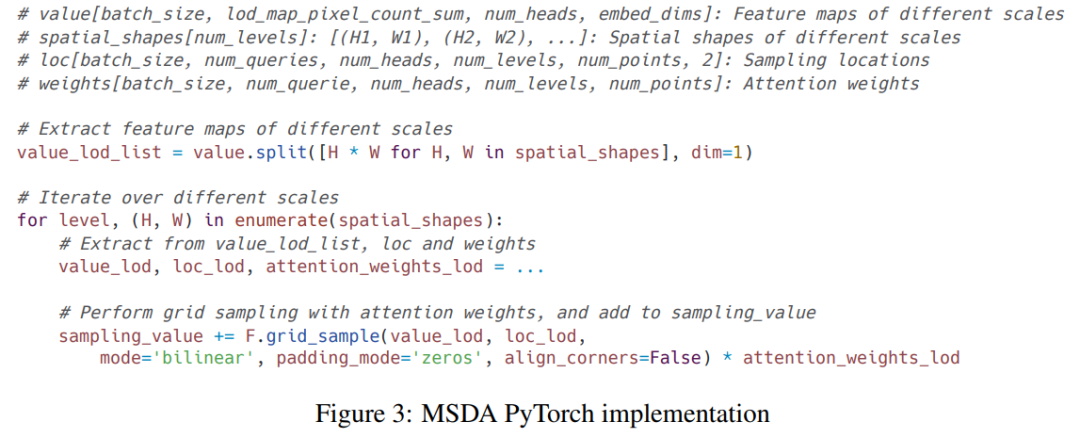 # value[batch_size, lod_map_pixel_count_sum, num_heads, embed_dims]: Feature maps of different scales
# spatial_shapes[num_levels]: [(H1, W1), (H2, W2), ...]: Spatial shapes of different scales
# loc[batch_size, num_queries, num_heads, num_levels, num_points, 2]: Sampling locations
# weights[batch_size, num_querie, num_heads, num_levels, num_points]: Attention weights

# Extract feature maps of different scales
value_lod_list = value.split([H * W for H, W in spatial_shapes], dim=1)

# Iterate over different scales
for level, (H, W) in enumerate(spatial_shapes):
    # Extract from value_lod_list, loc and weights
    value_lod, loc_lod, attention_weights_lod = ...

    # Perform grid sampling with attention weights, and add to sampling_value
    sampling_value += F.grid_sample(value_lod, loc_lod,
        mode='bilinear', padding_mode='zeros', align_corners=False) * attention_weights_lod

Figure 3: MSDA PyTorch implementation